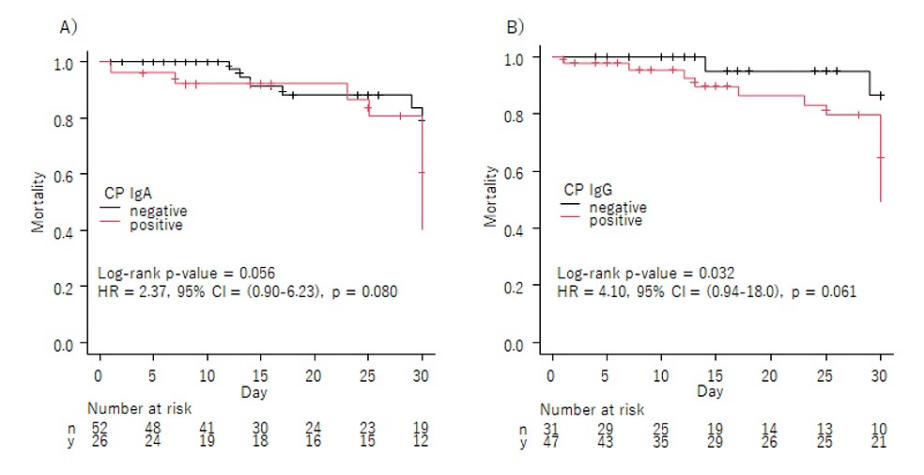 A)
1.0
0.8
0.6
0.4
0.2
0.0
Mortality
CP IgA
negative
positive
Log-rank p-value = 0.056
HR = 2.37, 95% CI = (0.90-6.23), p = 0.080
0 5 10 15 20 25 30
Day
Number at risk
n 52 48 41 30 24 23 19
y 26 24 19 18 16 15 12
B)
1.0
0.8
0.6
0.4
0.2
0.0
Mortality
CP IgG
negative
positive
Log-rank p-value = 0.032
HR = 4.10, 95% CI = (0.94-18.0), p = 0.061
0 5 10 15 20 25 30
Day
Number at risk
n 31 29 25 19 14 13 10
y 47 43 35 29 26 25 21